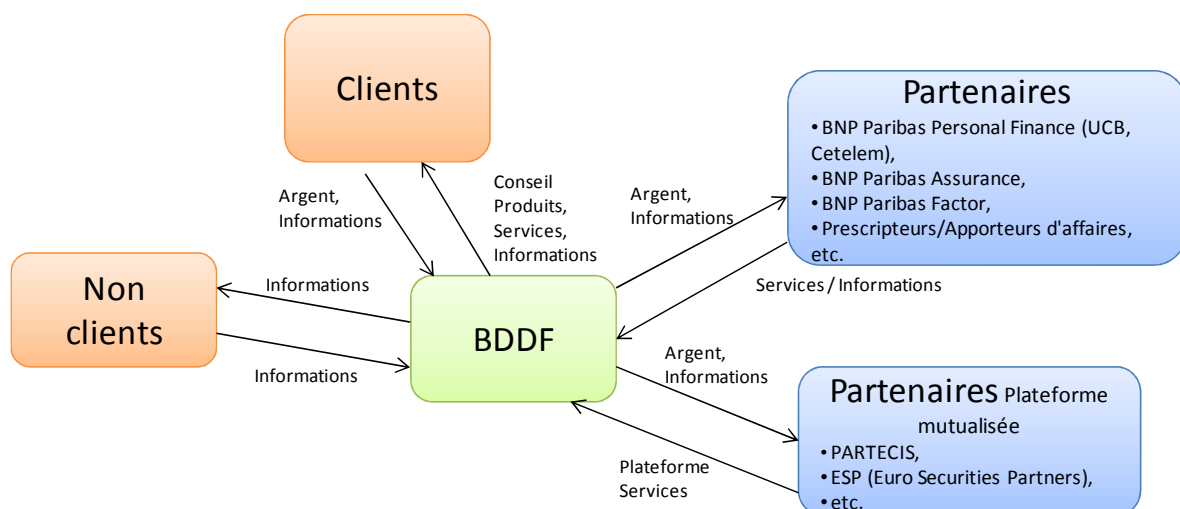 Clients
Partenaires
• BNP Paribas Personal Finance (UCB,
Cetelem),
• BNP Paribas Assurance,
• BNP Paribas Factor,
• Prescripteurs/Apporteurs d'affaires,
etc.
Argent,
Informations
Conseil
Produits,
Services,
Informations
Argent,
Informations
Non
clients
Informations
Informations
BDDF
Services / Informations
Argent,
Informations
Plateforme
Services
Partenaires Plateforme
mutualisée
• PARTECIS,
• ESP (Euro Securities Partners),
• etc.